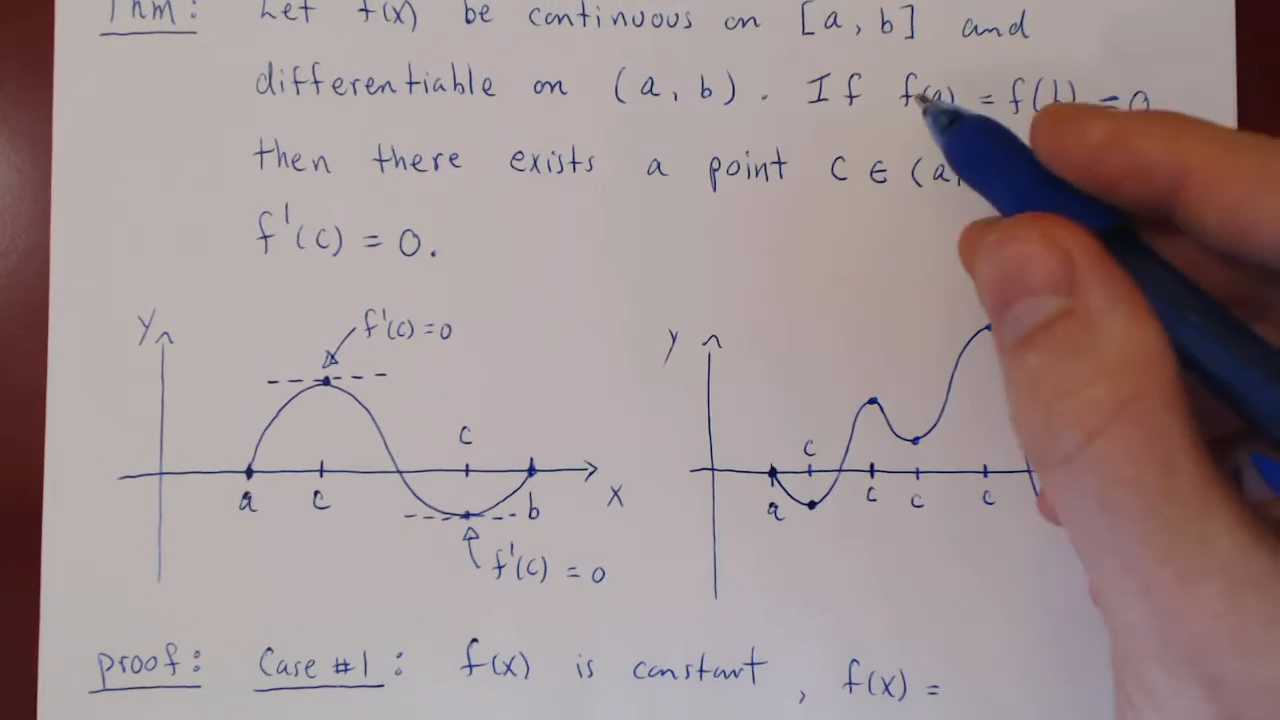 Thm: Let f(x) be continuous on [a, b] and
differentiable on (a, b). If f(a) = f(b) = 0
then there exists a point C ∈ (a,
f'(c) = 0.
y
f'(c) = 0
a
c
c
b
x
f'(c) = 0
y
a
c
c
c
c
proof: Case #1: f(x) is constant, f(x) =